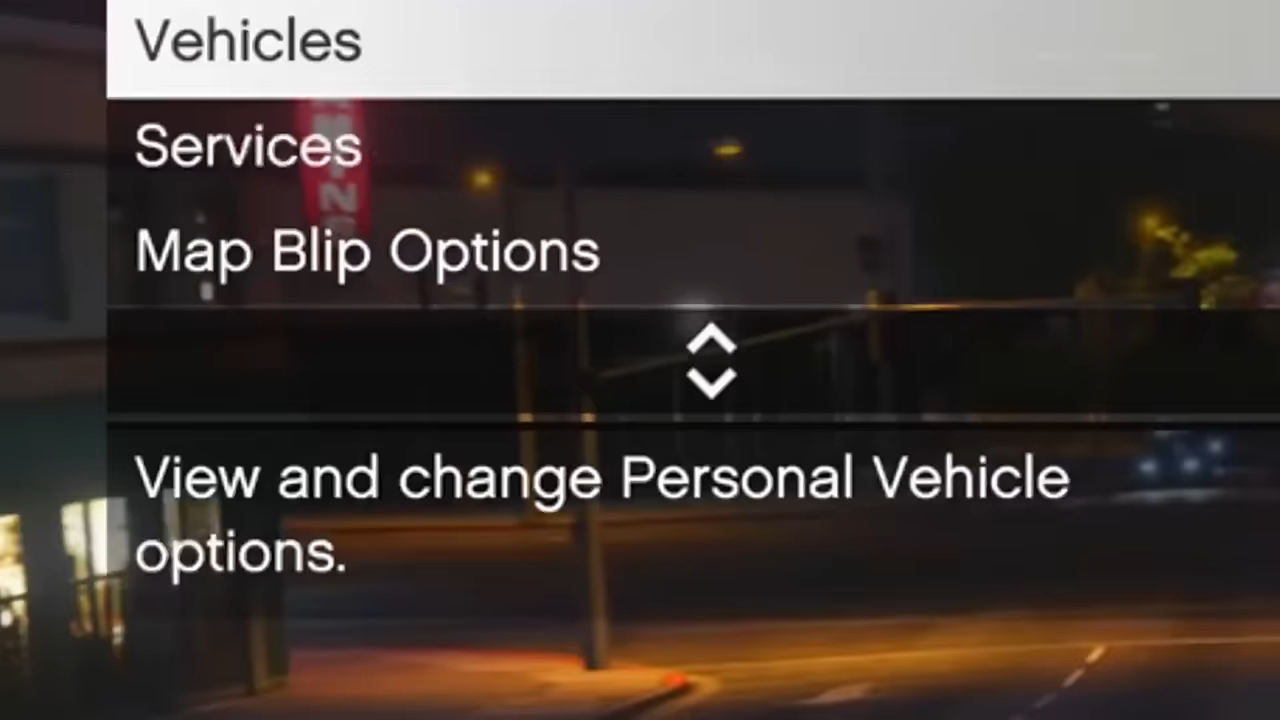 Vehicles
Services
Map Blip Options
View and change Personal Vehicle
options.